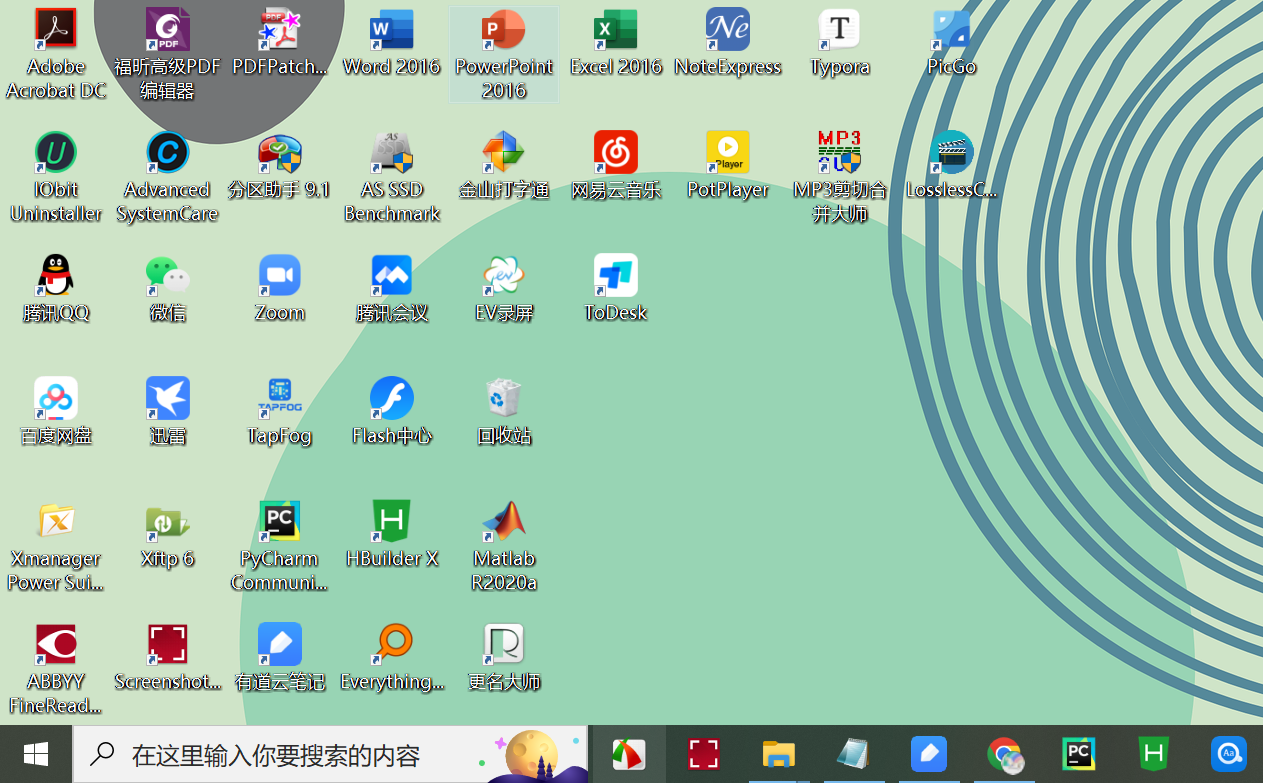 Adobe
Acrobat DC
福昕高级PDF
编辑器
PDFPatch...
Word 2016
PowerPoint
2016
Excel 2016
NoteExpress
Typora
PicGo
IObit
Uninstaller
Advanced
SystemCare
分区助手 9.1
AS SSD
Benchmark
金山打字通
网易云音乐
PotPlayer
MP3剪切合
并大师
LosslessC...
腾讯QQ
微信
Zoom
腾讯会议
EV录屏
ToDesk
百度网盘
迅雷
TAPFOG
TapFog
Flash中心
回收站
Xmanager
Power Sui...
Xftp 6
PyCharm
Communi...
HBuilder X
Matlab
R2020a
ABBYY
FineRead...
Screenshot...
有道云笔记
Everything...
更名大师
在这里输入你要搜索的内容